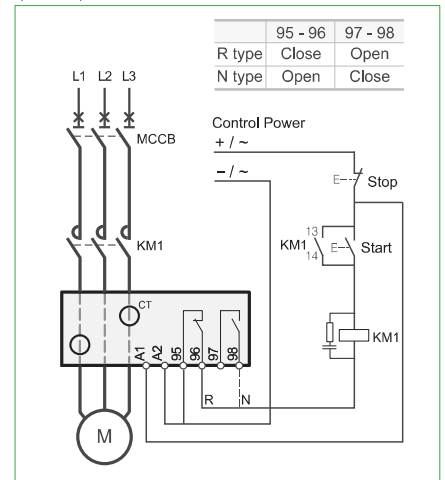 95 - 96 97 - 98
R type Close Open
N type Open Close
L1 L2 L3
MCCB
Control Power
+ / ~
– / ~
E Stop
13
KM1 E Start
14
KM1
CT
KM1
A1 A2 95 96 97 98
R N
M